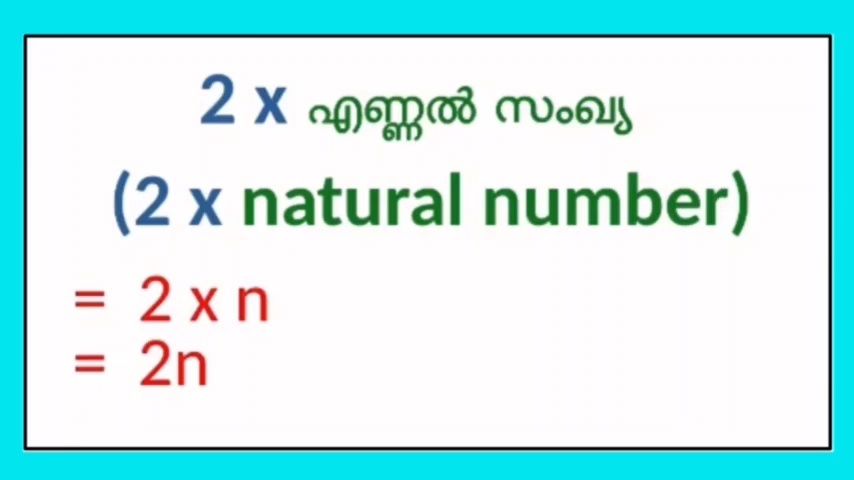 2 x എണ്ണൽ സംഖ്യ
(2 x natural number)
= 2 x n
= 2n